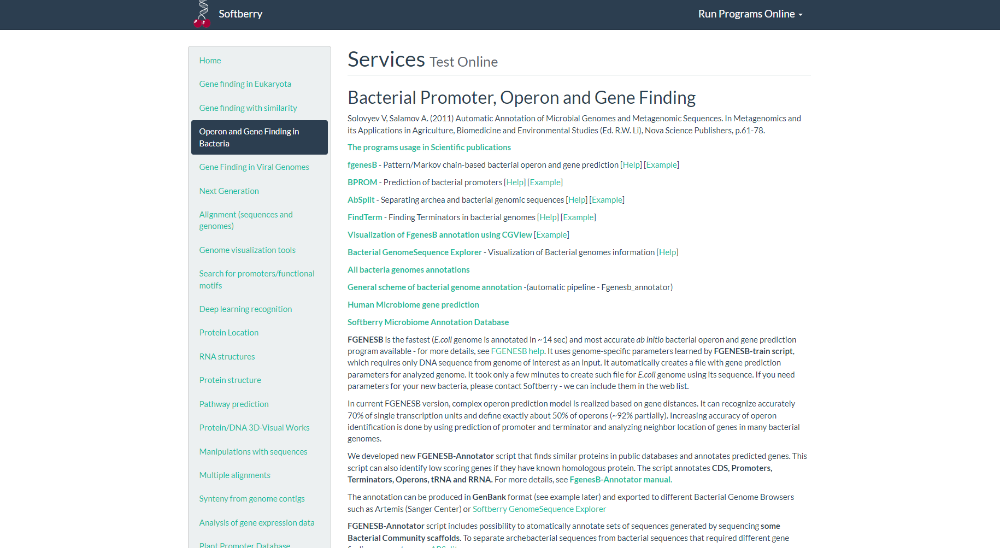 Softberry
Run Programs Online
Home
Gene finding in Eukaryota
Gene finding with similarity
Operon and Gene Finding in
Bacteria
Gene Finding in Viral Genomes
Next Generation
Alignment (sequences and
genomes)
Genome visualization tools
Search for promoters/functional
motifs
Deep learning recognition
Protein Location
RNA structures
Protein structure
Pathway prediction
Protein/DNA 3D-Visual Works
Manipulations with sequences
Multiple alignments
Synteny from genome contigs
Analysis of gene expression data
Plant Promoter Database
Services Test Online
Bacterial Promoter, Operon and Gene Finding
Solovyev V, Salamov A. (2011) Automatic Annotation of Microbial Genomes and Metagenomic Sequences. In Metagenomics and
its Applications in Agriculture, Biomedicine and Environmental Studies (Ed. R.W. Li), Nova Science Publishers, p.61-78.
The programs usage in Scientific publications
fgenesB - Pattern/Markov chain-based bacterial operon and gene prediction [Help] [Example]
BPROM - Prediction of bacterial promoters [Help] [Example]
AbSplit - Separating archea and bacterial genomic sequences [Help] [Example]
FindTerm - Finding Terminators in bacterial genomes [Help] [Example]
Visualization of FgenesB annotation using CGView [Example]
Bacterial GenomeSequence Explorer - Visualization of Bacterial genomes information [Help]
All bacteria genomes annotations
General scheme of bacterial genome annotation -(automatic pipeline - Fgenesb_annotator)
Human Microbiome gene prediction
Softberry Microbiome Annotation Database
FGENESB is the fastest (E.coli genome is annotated in ~14 sec) and most accurate ab initio bacterial operon and gene prediction
program available - for more details, see FGENESB help. It uses genome-specific parameters learned by FGENESB-train script,
which requires only DNA sequence from genome of interest as an input. It automatically creates a file with gene prediction
parameters for analyzed genome. It took only a few minutes to create such file for E.coli genome using its sequence. If you need
parameters for your new bacteria, please contact Softberry - we can include them in the web list.
In current FGENESB version, complex operon prediction model is realized based on gene distances. It can recognize accurately
70% of single transcription units and define exactly about 50% of operons (~92% partially). Increasing accuracy of operon
identification is done by using prediction of promoter and terminator and analyzing neighbor location of genes in many bacterial
genomes.
We developed new FGENESB-Annotator script that finds similar proteins in public databases and annotates predicted genes. This
script can also identify low scoring genes if they have known homologous protein. The script annotates CDS, Promoters,
Terminators, Operons, tRNA and RRNA. For more details, see FgenesB-Annotator manual.
The annotation can be produced in GenBank format (see example later) and exported to different Bacterial Genome Browsers
such as Artemis (Sanger Center) or Softberry GenomeSequence Explorer
FGENESB-Annotator script includes possibility to atomatically annotate sets of sequences generated by sequencing some
Bacterial Community scaffolds. To separate archebacterial sequences from bacterial sequences that required different gene